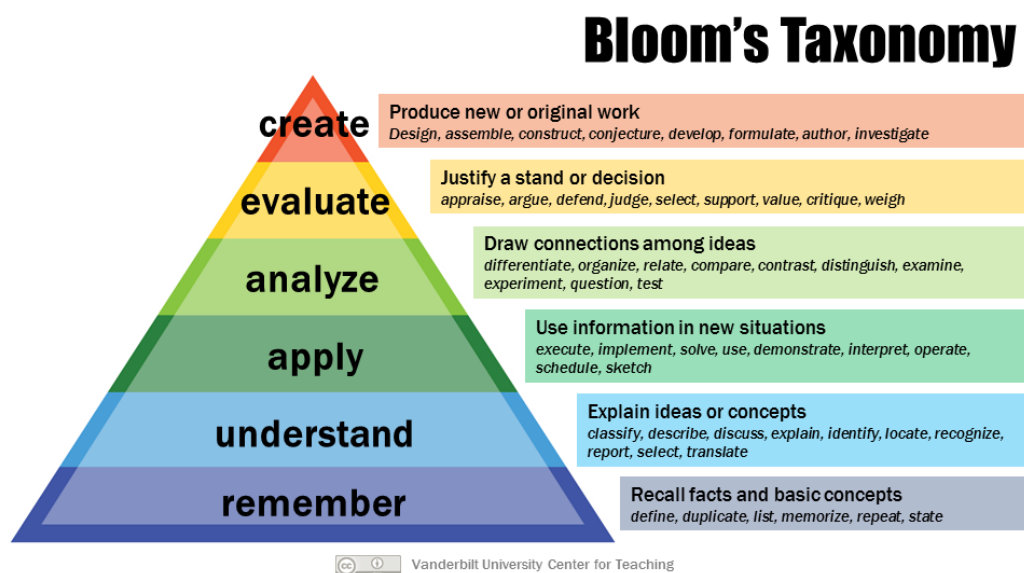 Bloom's Taxonomy
create
Produce new or original work
Design, assemble, construct, conjecture, develop, formulate, author, investigate
evaluate
Justify a stand or decision
appraise, argue, defend, judge, select, support, value, critique, weigh
analyze
Draw connections among ideas
differentiate, organize, relate, compare, contrast, distinguish, examine,
experiment, question, test
apply
Use information in new situations
execute, implement, solve, use, demonstrate, interpret, operate,
schedule, sketch
understand
Explain ideas or concepts
classify, describe, discuss, explain, identify, locate, recognize,
report, select, translate
remember
Recall facts and basic concepts
define, duplicate, list, memorize, repeat, state
cc
Vanderbilt University Center for Teaching